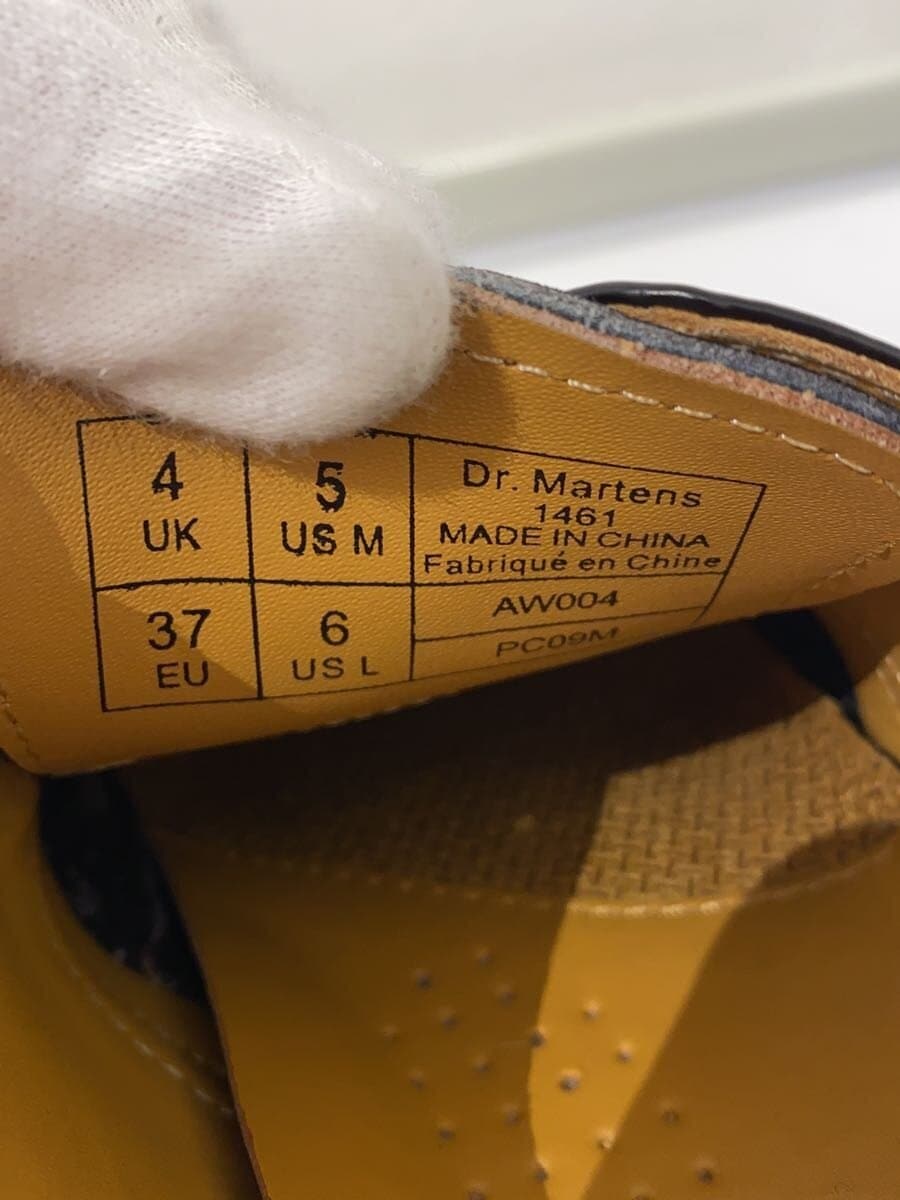 4
UK
5
US M
37
EU
6
US L
Dr. Martens
1461
MADE IN CHINA
Fabriqué en Chine
AW004
PC09M